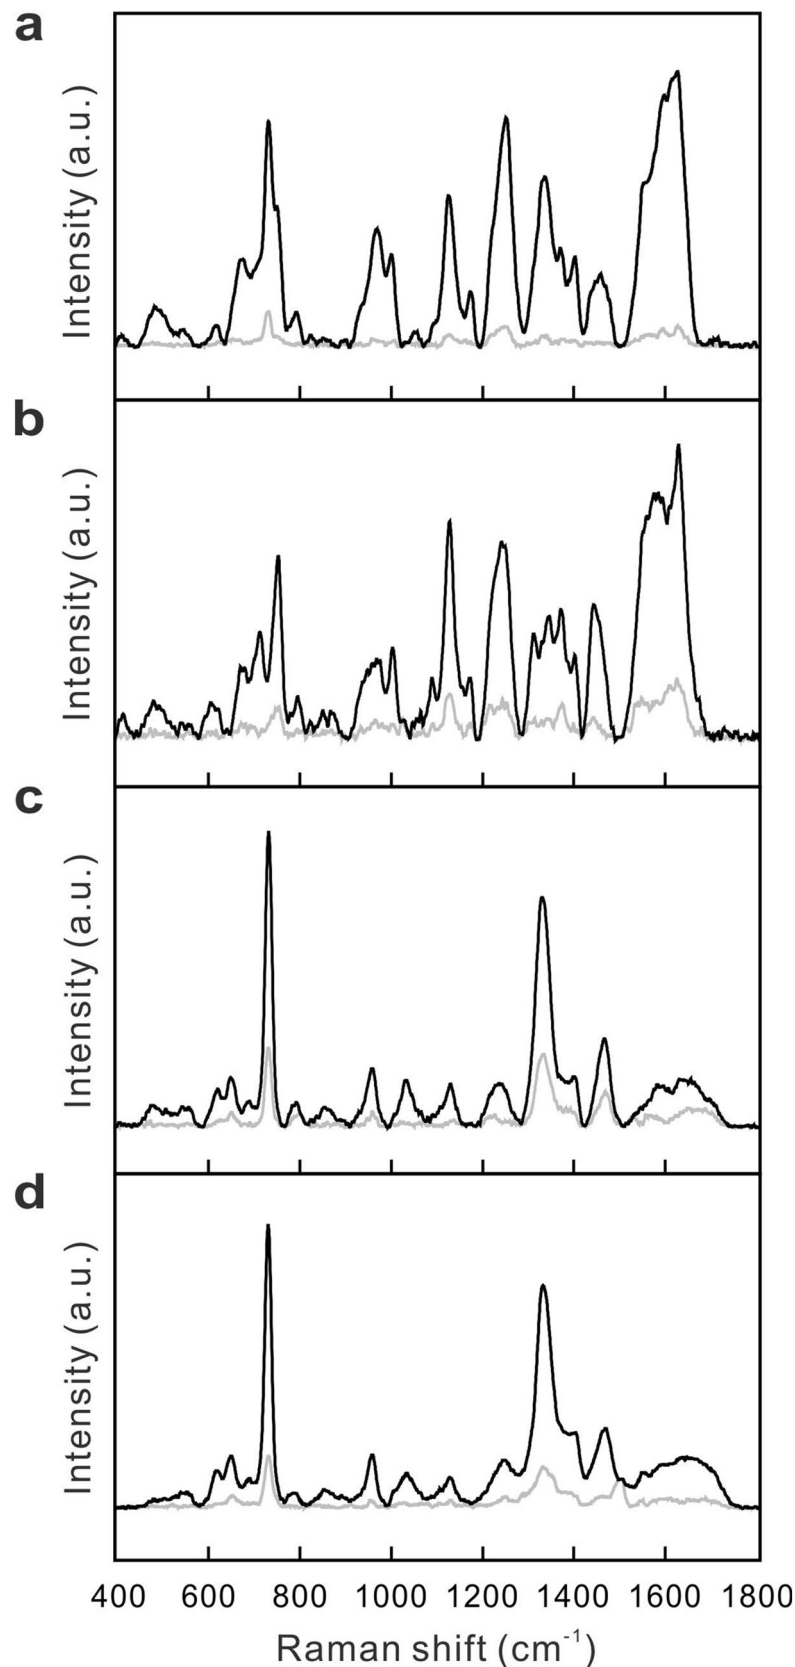 a
Intensity (a.u.)
b
Intensity (a.u.)
c
Intensity (a.u.)
d
Intensity (a.u.)
400 600 800 1000 1200 1400 1600 1800
Raman shift (cm⁻¹)